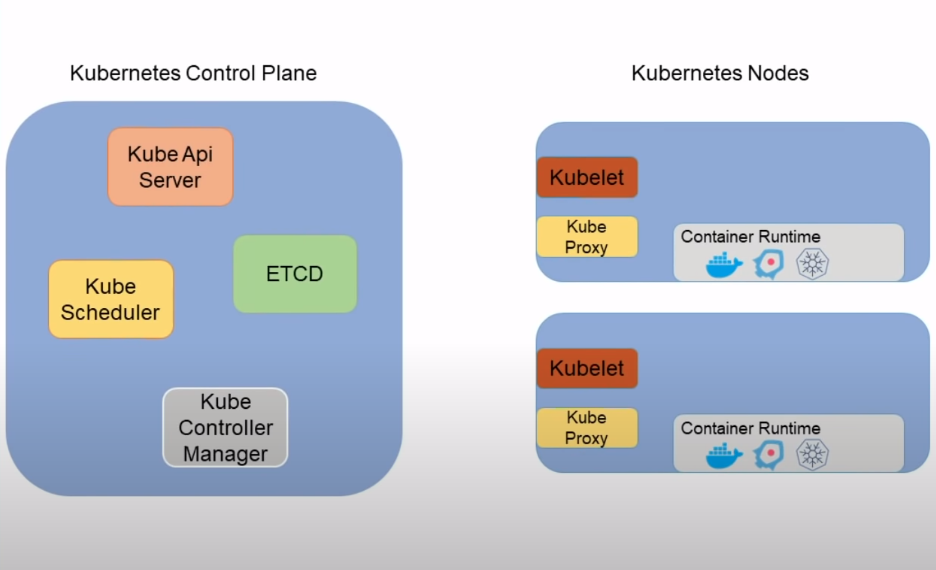 Kubernetes Control Plane
Kube Api
Server
ETCD
Kube
Scheduler
Kube
Controller
Manager
Kubernetes Nodes
Kubelet
Kube
Proxy
Container Runtime
Kubelet
Kube
Proxy
Container Runtime